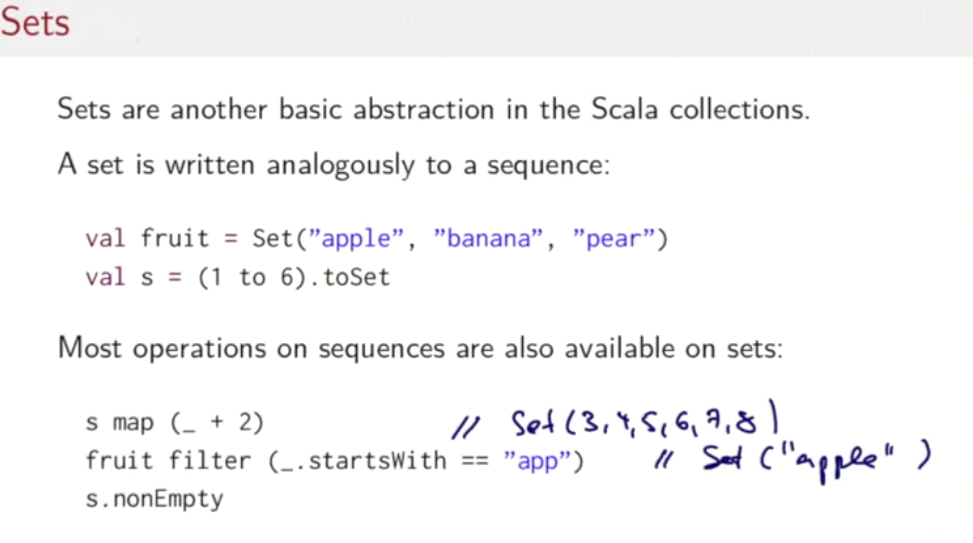 Sets
Sets are another basic abstraction in the Scala collections.
A set is written analogously to a sequence:
val fruit = Set(”apple”, ”banana”, ”pear”)
val s = (1 to 6).toSet
Most operations on sequences are also available on sets:
s map (_ + 2) // Set(3,4,5,6,7,8)
fruit filter (_.startsWith == ”app”) // Set ("apple" )
s.nonEmpty